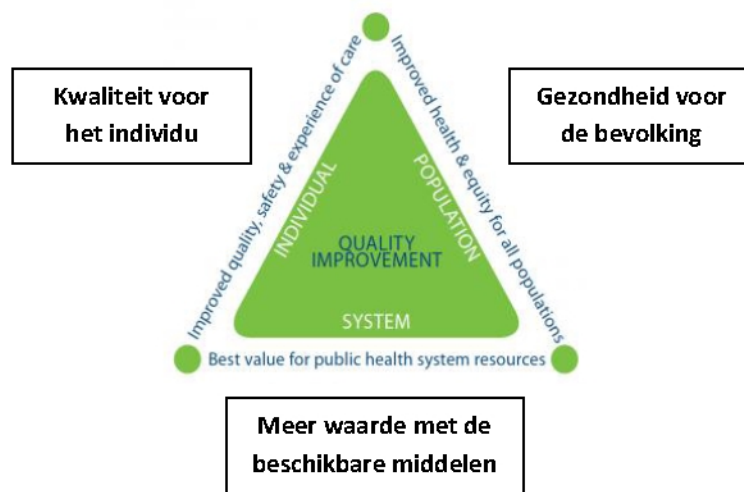 Kwaliteit voor
het individu
Gezondheid voor
de bevolking
Improved quality, safety & experience of care
Improved health & equity for all populations
INDIVIDUAL
POPULATION
QUALITY
IMPROVEMENT
SYSTEM
Best value for public health system resources
Meer waarde met de
beschikbare middelen